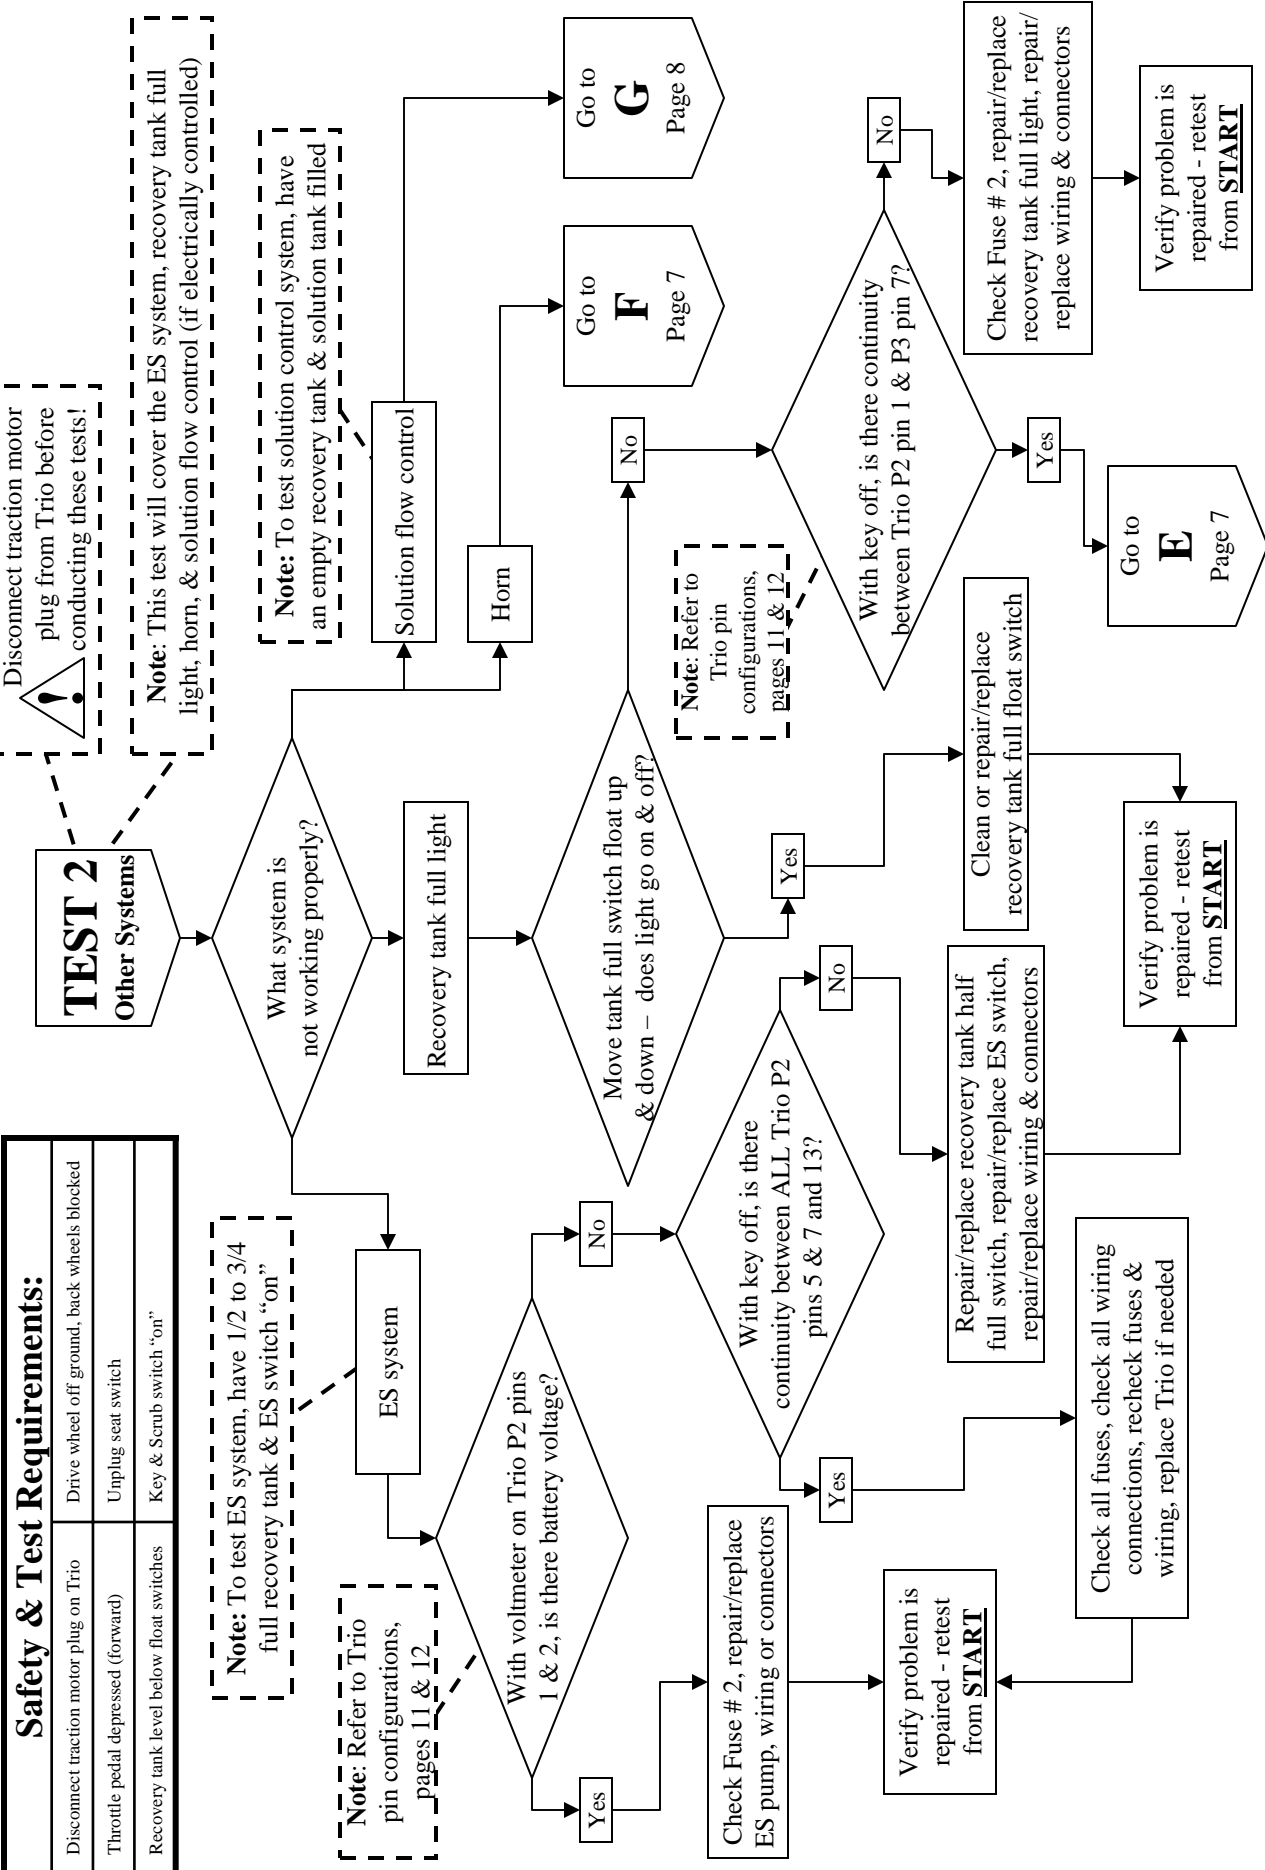 Safety & Test Requirements:
Disconnect traction motor plug on Trio
Drive wheel off ground, back wheels blocked
Throttle pedal depressed (forward)
Unplug seat switch
Recovery tank level below float switches
Key & Scrub switch “on”
TEST 2
Other Systems
Disconnect traction motor
plug from Trio before
conducting these tests!
!
Note: This test will cover the ES system, recovery tank full
light, horn, & solution flow control (if electrically controlled)
What system is
not working properly?
Note: To test ES system, have 1/2 to 3/4
full recovery tank & ES switch “on”
Note: To test solution control system, have
an empty recovery tank & solution tank filled
ES system
Recovery tank full light
Solution flow control
Horn
Note: Refer to Trio
pin configurations,
pages 11 & 12
With voltmeter on Trio P2 pins
1 & 2, is there battery voltage?
Move tank full switch float up
& down – does light go on & off?
Go to
F
Page 7
Go to
G
Page 8
Yes
No
No
Note: Refer to
Trio pin
configurations,
pages 11 & 12
Check Fuse # 2, repair/replace
ES pump, wiring or connectors
With key off, is there
continuity between ALL Trio P2
pins 5 & 7 and 13?
Yes
With key off, is there continuity
between Trio P2 pin 1 & P3 pin 7?
No
Yes
No
Yes
Verify problem is
repaired - retest
from START
Repair/replace recovery tank half
full switch, repair/replace ES switch,
repair/replace wiring & connectors
Clean or repair/replace
recovery tank full float switch
Check Fuse # 2, repair/replace
recovery tank full light, repair/
replace wiring & connectors
Check all fuses, check all wiring
connections, recheck fuses &
wiring, replace Trio if needed
Verify problem is
repaired - retest
from START
Go to
E
Page 7
Verify problem is
repaired - retest
from START